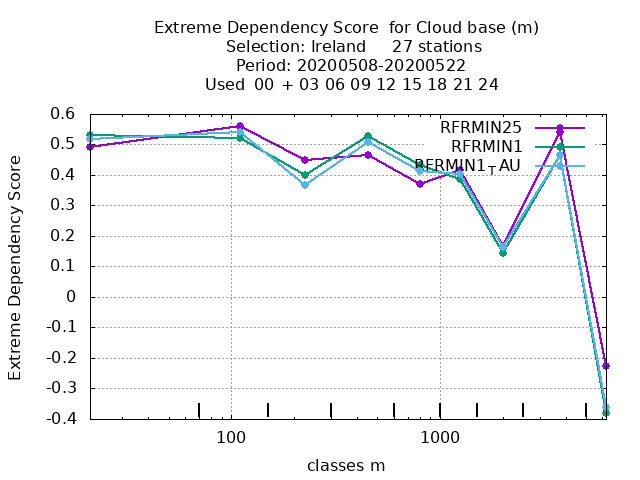 Extreme Dependency Score  for Cloud base (m)
Selection: Ireland     27 stations
Period: 20200508-20200522
Used  00 + 03 06 09 12 15 18 21 24
Extreme Dependency Score
0.6
0.5
0.4
0.3
0.2
0.1
0
-0.1
-0.2
-0.3
-0.4
RFRMIN25
RFRMIN1
RFRMIN1TAU
100
1000
classes m